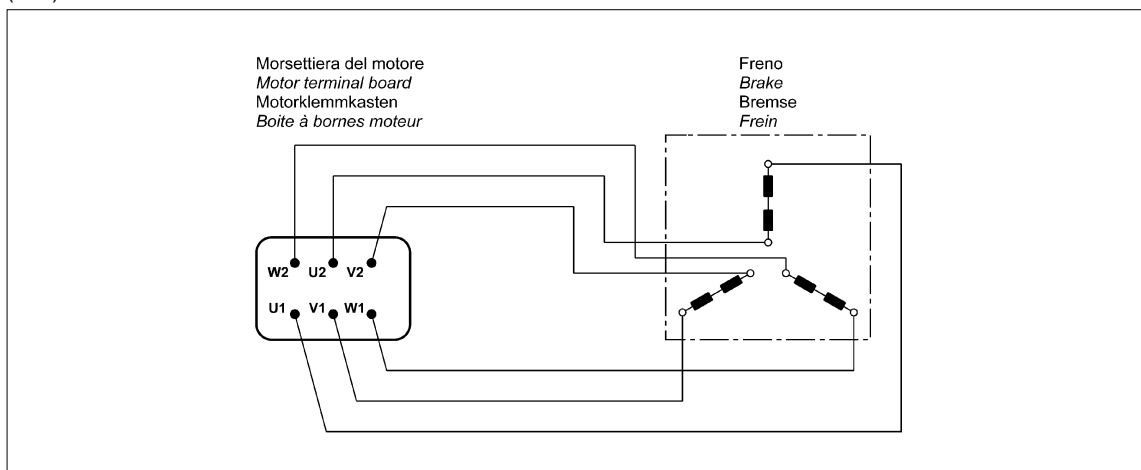 Morsettiera del motore
Motor terminal board
Motorklemmkasten
Boite à bornes moteur
Freno
Brake
Bremse
Frein
W2 U2 V2
U1 V1 W1